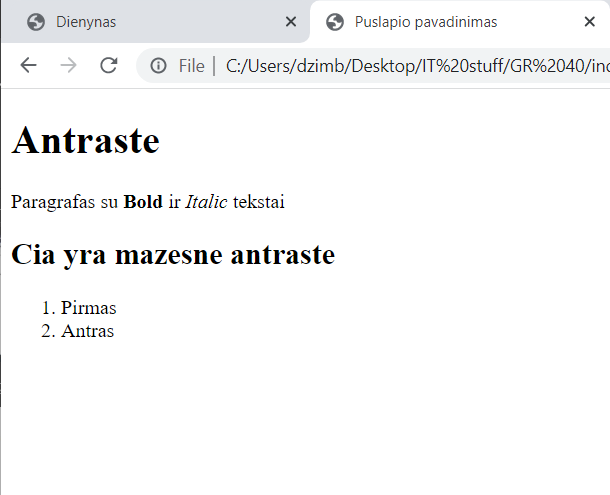 Dienynas
Puslapio pavadinimas
File | C:/Users/dzimb/Desktop/IT%20stuff/GR%2040/inc
Antraste
Paragrafas su Bold ir Italic tekstai
Cia yra mazesne antraste
1. Pirmas
2. Antras